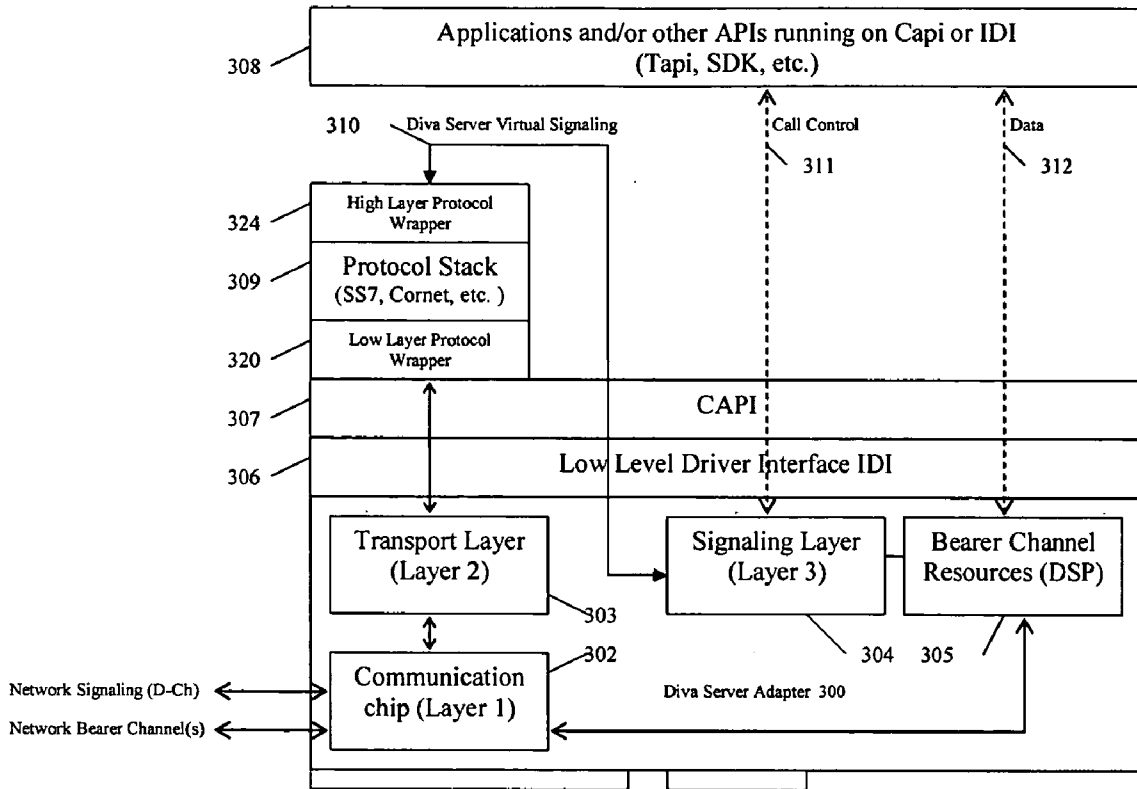 Applications and/or other APIs running on Capi or IDI
(Tapi, SDK, etc.)
308
310
Diva Server Virtual Signaling
Call Control
Data
311
312
324
High Layer Protocol
Wrapper
309
Protocol Stack
(SS7, Cornet, etc. )
320
Low Layer Protocol
Wrapper
307
CAPI
306
Low Level Driver Interface IDI
Transport Layer
(Layer 2)
Signaling Layer
(Layer 3)
Bearer Channel
Resources (DSP)
303
302
304
305
Communication
chip (Layer 1)
Network Signaling (D-Ch)
Network Bearer Channel(s)
Diva Server Adapter 300